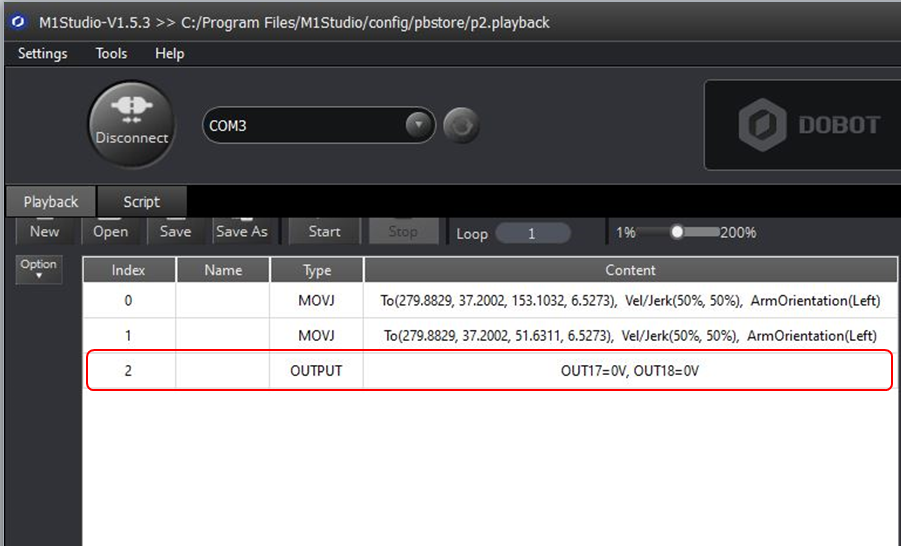 M1Studio-V1.5.3 >> C:/Program Files/M1Studio/config/pbstore/p2.playback
Settings Tools Help
Disconnect
COM3
DOBOT
Playback Script
New Open Save Save As Start Stop Loop 1 1% 200%
Option
Index Name Type Content
0 MOVJ To(279.8829, 37.2002, 153.1032, 6.5273), Vel/Jerk(50%, 50%), ArmOrientation(Left)
1 MOVJ To(279.8829, 37.2002, 51.6311, 6.5273), Vel/Jerk(50%, 50%), ArmOrientation(Left)
2 OUTPUT OUT17=0V, OUT18=0V